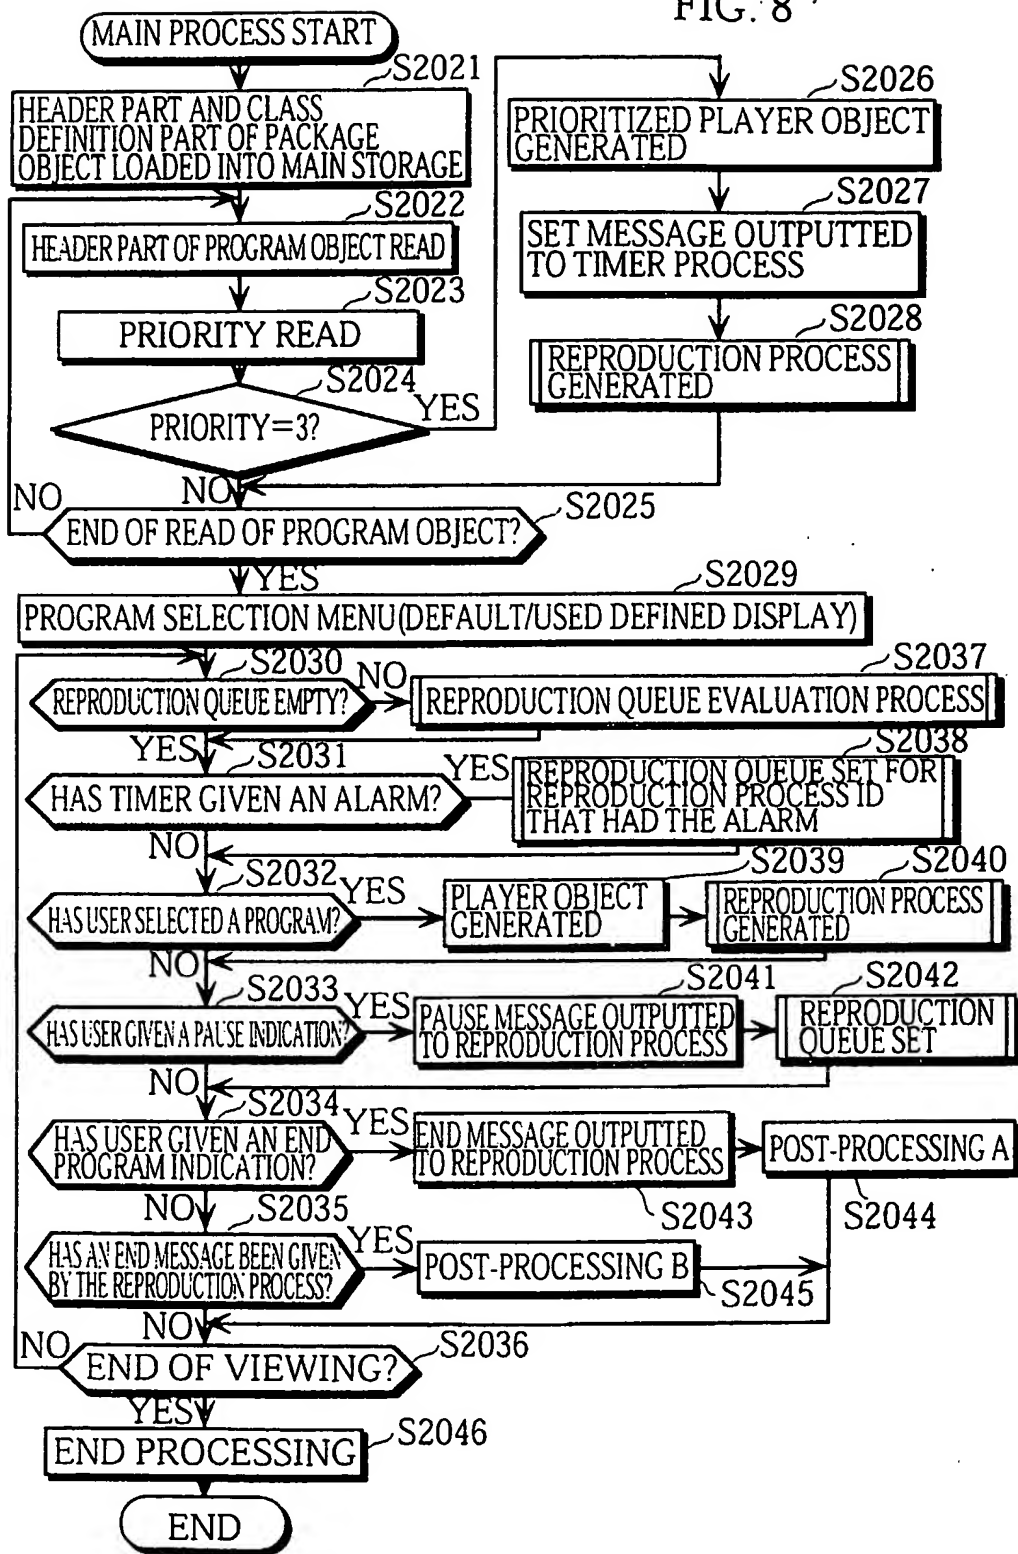 FIG. 8
MAIN PROCESS START
S2021
HEADER PART AND CLASS
DEFINITION PART OF PACKAGE
OBJECT LOADED INTO MAIN STORAGE
S2022
HEADER PART OF PROGRAM OBJECT READ
S2023
PRIORITY READ
S2024
PRIORITY=3?
YES
NO
S2026
PRIORITIZED PLAYER OBJECT
GENERATED
S2027
SET MESSAGE OUTPUTTED
TO TIMER PROCESS
S2028
REPRODUCTION PROCESS
GENERATED
NO
S2025
END OF READ OF PROGRAM OBJECT?
YES
S2029
PROGRAM SELECTION MENU(DEFAULT/USED DEFINED DISPLAY)
S2030
REPRODUCTION QUEUE EMPTY?
NO
S2037
REPRODUCTION QUEUE EVALUATION PROCESS
YES
S2031
HAS TIMER GIVEN AN ALARM?
YES
S2038
REPRODUCTION QUEUE SET FOR
REPRODUCTION PROCESS ID
THAT HAD THE ALARM
NO
S2032
HAS USER SELECTED A PROGRAM?
YES
S2039
PLAYER OBJECT
GENERATED
S2040
REPRODUCTION PROCESS
GENERATED
NO
S2033
HAS USER GIVEN A PAUSE INDICATION?
YES
S2041
PAUSE MESSAGE OUTPUTTED
TO REPRODUCTION PROCESS
S2042
REPRODUCTION
QUEUE SET
NO
S2034
HAS USER GIVEN AN END
PROGRAM INDICATION?
YES
END MESSAGE OUTPUTTED
TO REPRODUCTION PROCESS
S2043
POST-PROCESSING A
S2044
NO
S2035
HAS AN END MESSAGE BEEN GIVEN
BY THE REPRODUCTION PROCESS?
YES
POST-PROCESSING B
S2045
NO
NO
S2036
END OF VIEWING?
YES
S2046
END PROCESSING
END